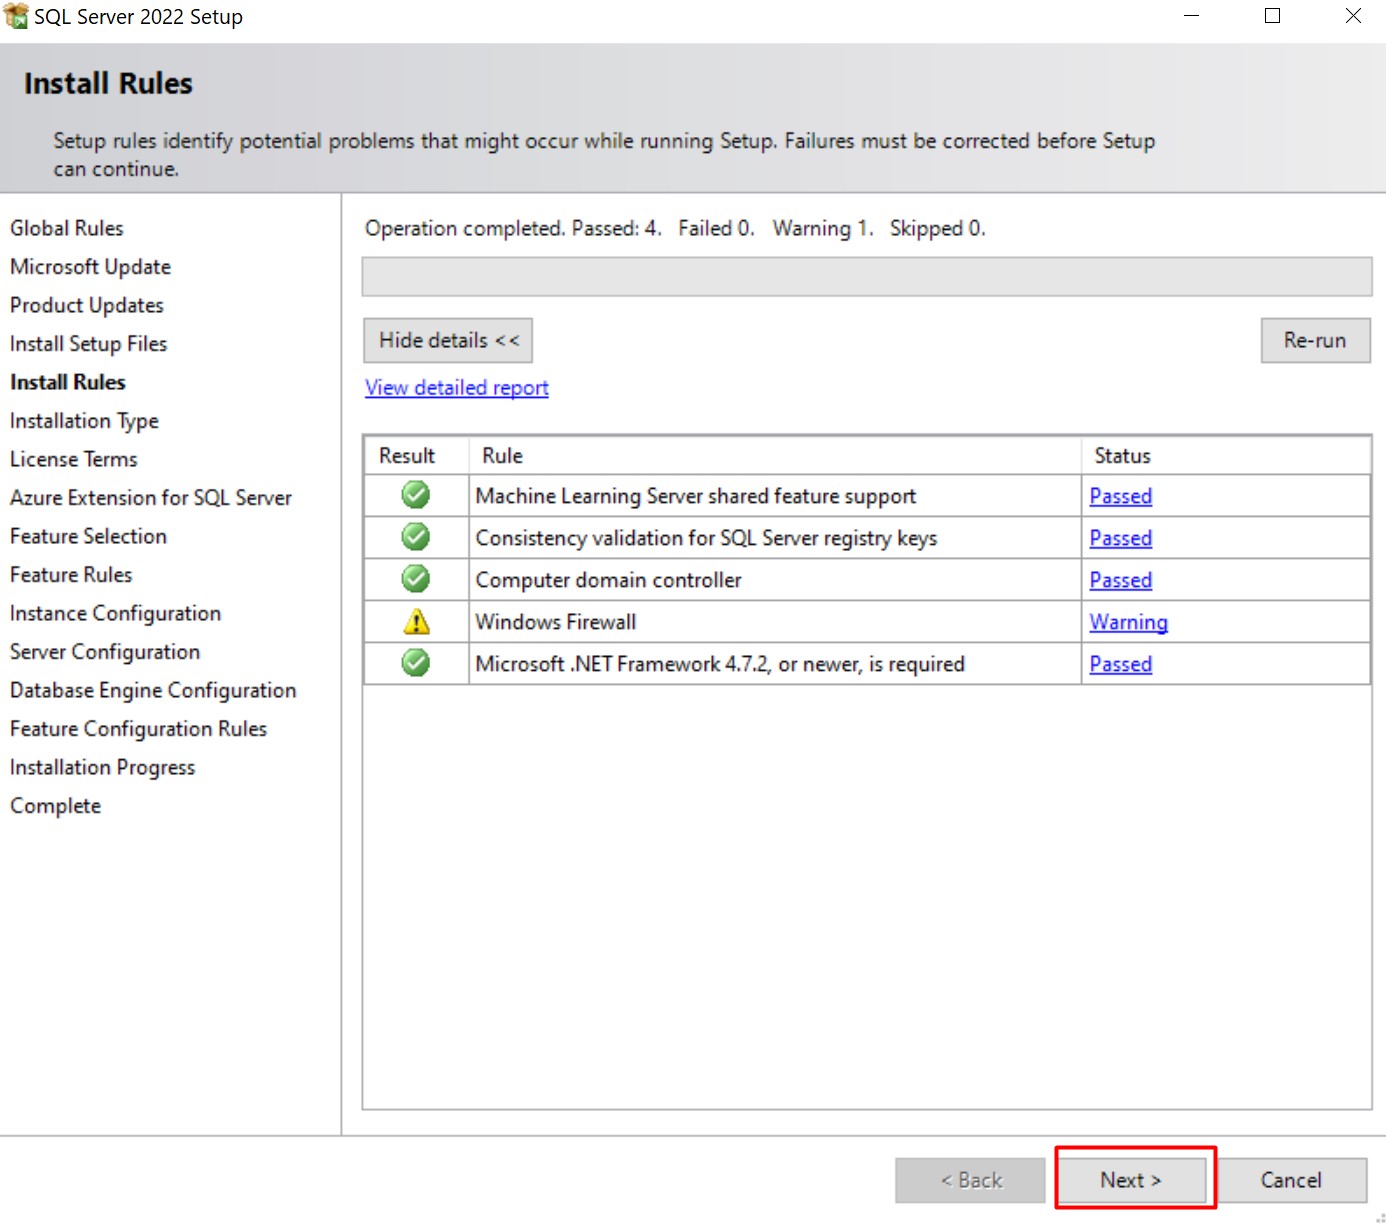 SQL Server 2022 Setup
Install Rules
Setup rules identify potential problems that might occur while running Setup. Failures must be corrected before Setup
can continue.
Global Rules
Microsoft Update
Product Updates
Install Setup Files
Install Rules
Installation Type
License Terms
Azure Extension for SQL Server
Feature Selection
Feature Rules
Instance Configuration
Server Configuration
Database Engine Configuration
Feature Configuration Rules
Installation Progress
Complete
Operation completed. Passed: 4.   Failed 0.   Warning 1.   Skipped 0.
Hide details <<
Re-run
View detailed report
Result Rule Status
Machine Learning Server shared feature support Passed
Consistency validation for SQL Server registry keys Passed
Computer domain controller Passed
Windows Firewall Warning
Microsoft .NET Framework 4.7.2, or newer, is required Passed
< Back Next > Cancel